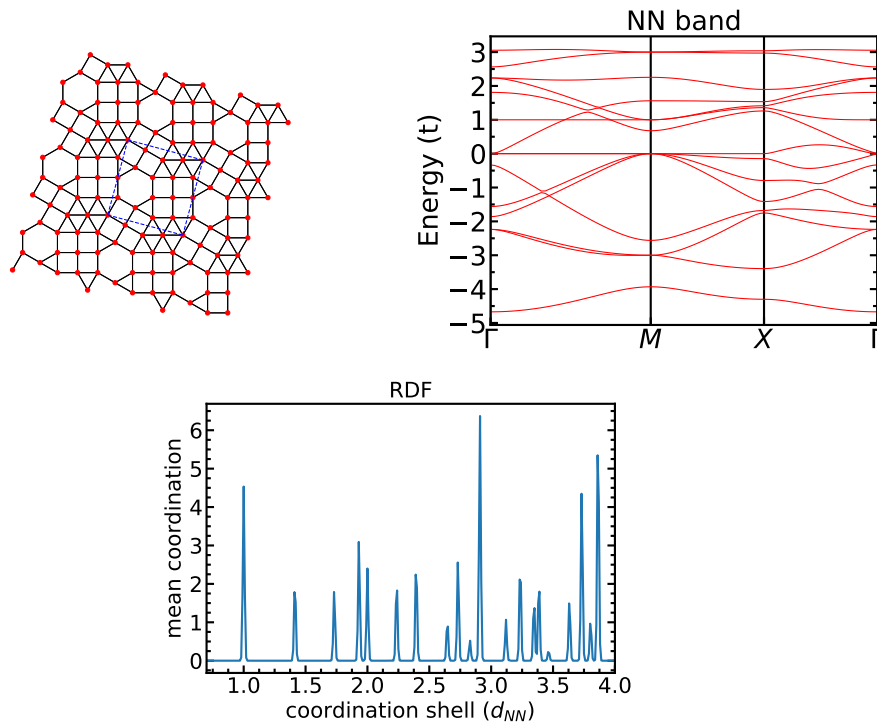 NN band
Energy (t)
3
2
1
0
−1
−2
−3
−4
−5
Γ M X Γ
RDF
mean coordination
6
5
4
3
2
1
0
1.0 1.5 2.0 2.5 3.0 3.5 4.0
coordination shell (d_NN)